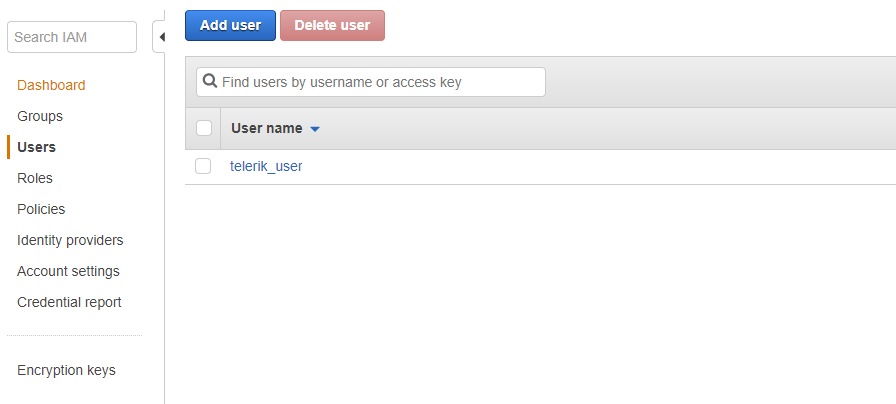 Search IAM
Dashboard
Groups
Users
Roles
Policies
Identity providers
Account settings
Credential report
Encryption keys
Add user
Delete user
Find users by username or access key
User name
telerik_user